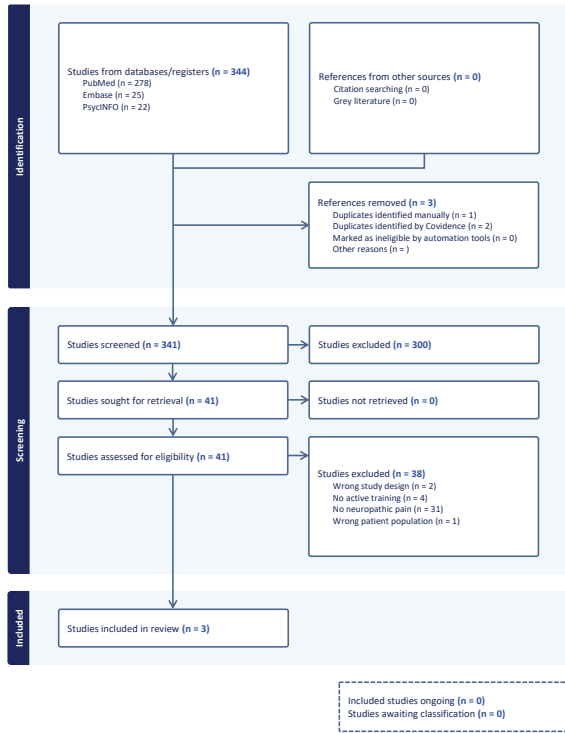 Identification
Studies from databases/registers (n = 344)
PubMed (n = 278)
Embase (n = 25)
PsycINFO (n = 22)
References from other sources (n = 0)
Citation searching (n = 0)
Grey literature (n = 0)
References removed (n = 3)
Duplicates identified manually (n = 1)
Duplicates identified by Covidence (n = 2)
Marked as ineligible by automation tools (n = 0)
Other reasons (n = )
Screening
Studies screened (n = 341)
Studies excluded (n = 300)
Studies sought for retrieval (n = 41)
Studies not retrieved (n = 0)
Studies assessed for eligibility (n = 41)
Studies excluded (n = 38)
Wrong study design (n = 2)
No active training (n = 4)
No neuropathic pain (n = 31)
Wrong patient population (n = 1)
Included
Studies included in review (n = 3)
Included studies ongoing (n = 0)
Studies awaiting classification (n = 0)